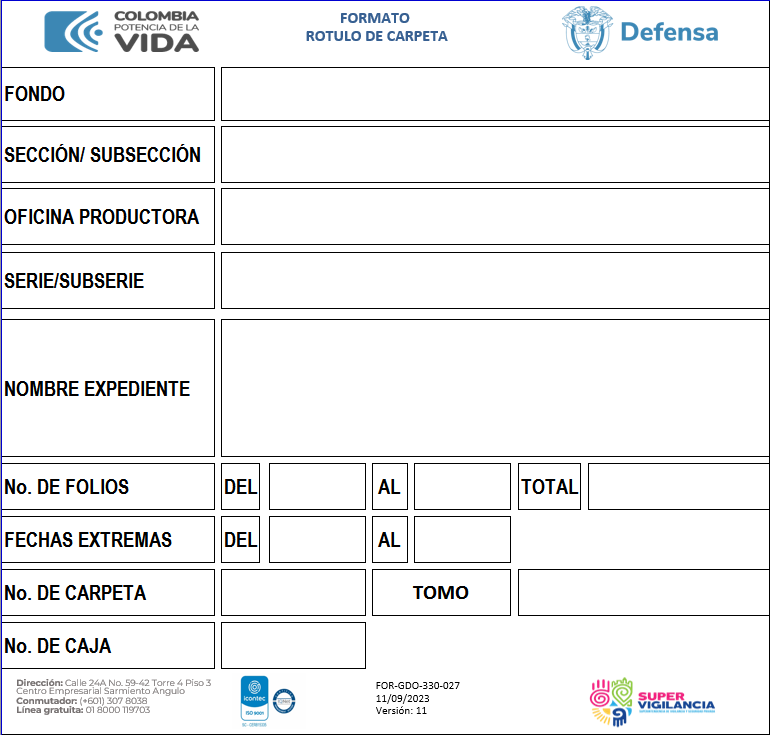 COLOMBIA
POTENCIA DE LA
VIDA
FORMATO
ROTULO DE CARPETA
Defensa
FONDO
SECCIÓN/ SUBSECCIÓN
OFICINA PRODUCTORA
SERIE/SUBSERIE
NOMBRE EXPEDIENTE
No. DE FOLIOS DEL AL TOTAL
FECHAS EXTREMAS DEL AL
No. DE CARPETA TOMO
No. DE CAJA
Dirección: Calle 24A No. 59-42 Torre 4 Piso 3
Centro Empresarial Sarmiento Angulo
Conmutador: (+601) 307 8038
Línea gratuita: 01 8000 119703
icontec
ISO 9001
FOR-GDO-330-027
11/09/2023
Versión: 11
SUPER
VIGILANCIA